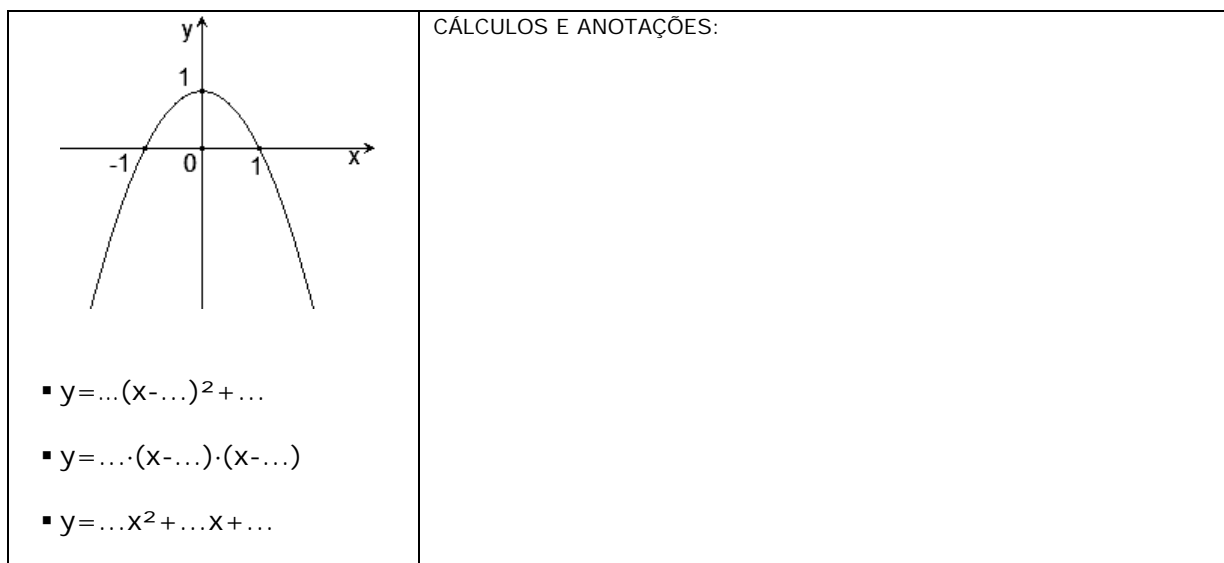 CÁLCULOS E ANOTAÇÕES:
y
1
-1 0 1 x
▪ y=...(x-...)²+...
▪ y=...·(x-...)·(x-...)
▪ y=...x²+...x+...